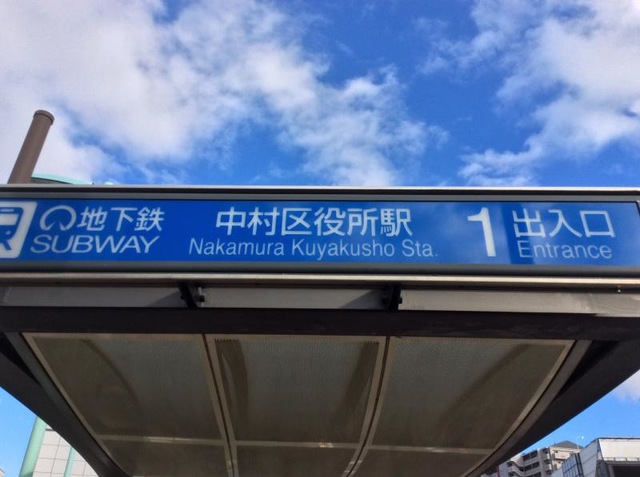 地下鉄
SUBWAY
中村区役所駅
Nakamura Kuyakusho Sta.
1 出入口
Entrance